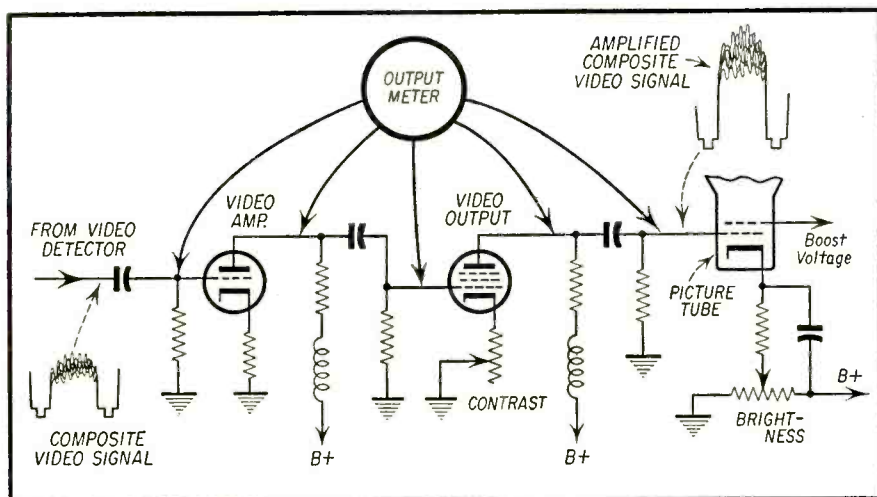 AMPLIFIED
COMPOSITE
VIDEO SIGNAL
OUTPUT
METER
VIDEO
AMP.
VIDEO
OUTPUT
FROM VIDEO
DETECTOR
Boost
Voltage
PICTURE
TUBE
CONTRAST
B+
BRIGHT-
NESS
COMPOSITE
VIDEO SIGNAL
B+
B+